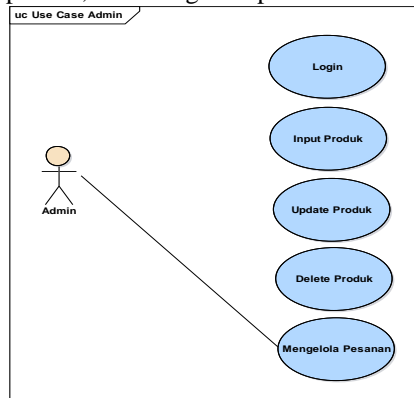 uc Use Case Admin
Login
Input Produk
Admin
Update Produk
Delete Produk
Mengelola Pesanan